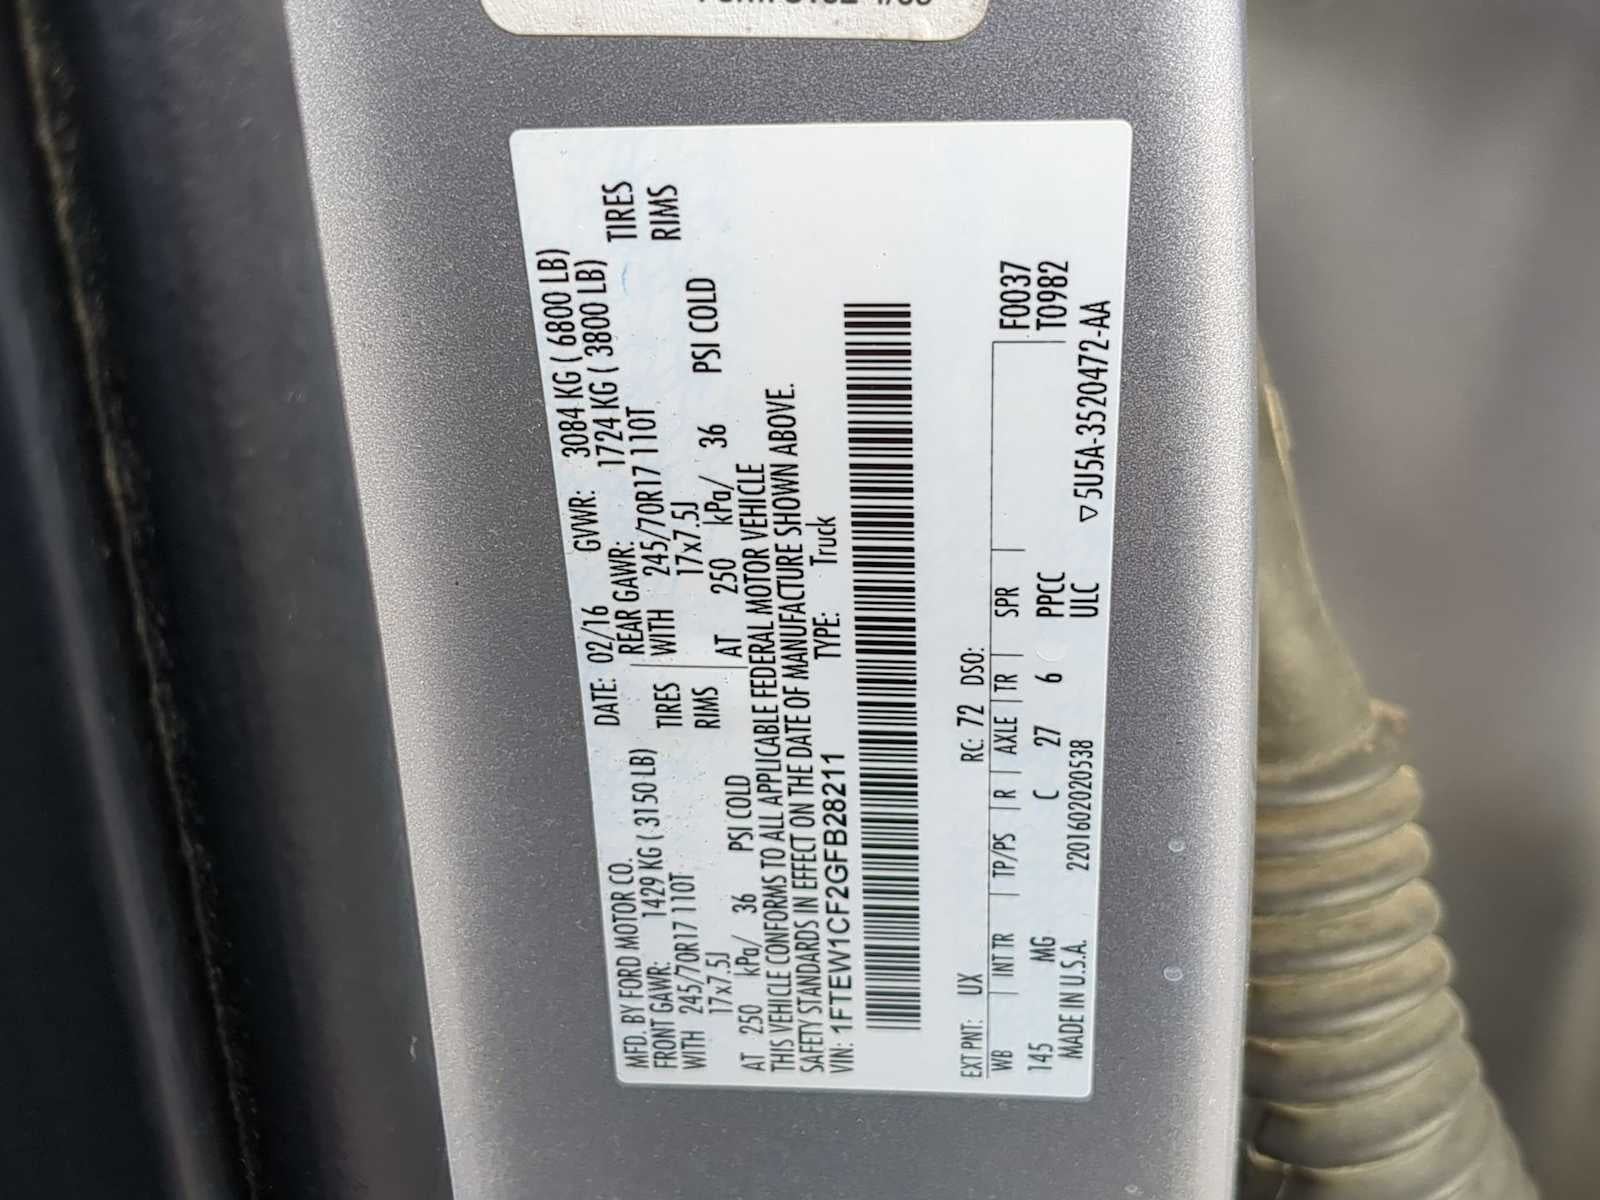 MFD. BY FORD MOTOR CO.
DATE: 02/16 GVWR: 3084 KG ( 6800 LB)
FRONT GAWR: 1429 KG ( 3150 LB) REAR GAWR: 1724 KG ( 3800 LB)
WITH 245/70R17 110T TIRES WITH 245/70R17 110T TIRES
17x7.5J RIMS 17x7.5J RIMS
AT 250 kPa/ 36 PSI COLD AT 250 kPa/ 36 PSI COLD
THIS VEHICLE CONFORMS TO ALL APPLICABLE FEDERAL MOTOR VEHICLE
SAFETY STANDARDS IN EFFECT ON THE DATE OF MANUFACTURE SHOWN ABOVE.
VIN: 1FTEW1CF2GFB28211 TYPE: Truck
EXT PNT: UX RC: 72 DSO:
WB INT TR TP/PS R AXLE TR SPR F0037
145 MG C 27 6 PPCC T0982
MADE IN U.S.A. 2201602020538 ULC ▽ 5U5A-3520472-AA